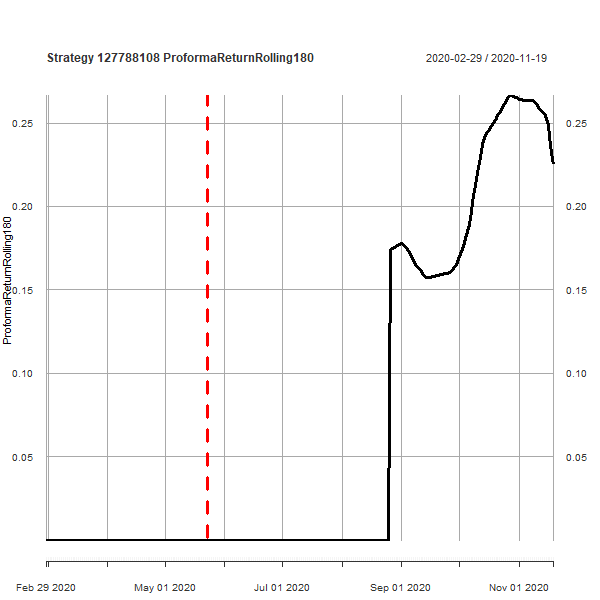 Strategy 127788108 ProformaReturnRolling180
2020-02-29 / 2020-11-19
ProformaReturnRolling180
0.25 0.25
0.20 0.20
0.15 0.15
0.10 0.10
0.05 0.05
Feb 29 2020 May 01 2020 Jul 01 2020 Sep 01 2020 Nov 01 2020